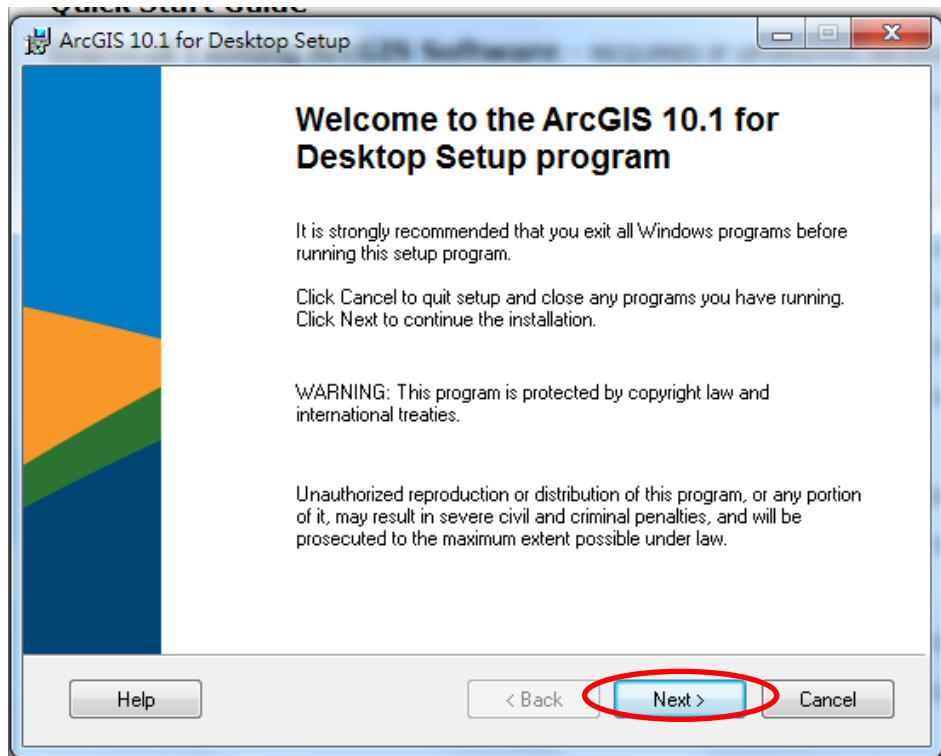 Quick Start Guide
ArcGIS 10.1 for Desktop Setup
Welcome to the ArcGIS 10.1 for
Desktop Setup program
It is strongly recommended that you exit all Windows programs before
running this setup program.
Click Cancel to quit setup and close any programs you have running.
Click Next to continue the installation.
WARNING: This program is protected by copyright law and
international treaties.
Unauthorized reproduction or distribution of this program, or any portion
of it, may result in severe civil and criminal penalties, and will be
prosecuted to the maximum extent possible under law.
Help
< Back
Next >
Cancel